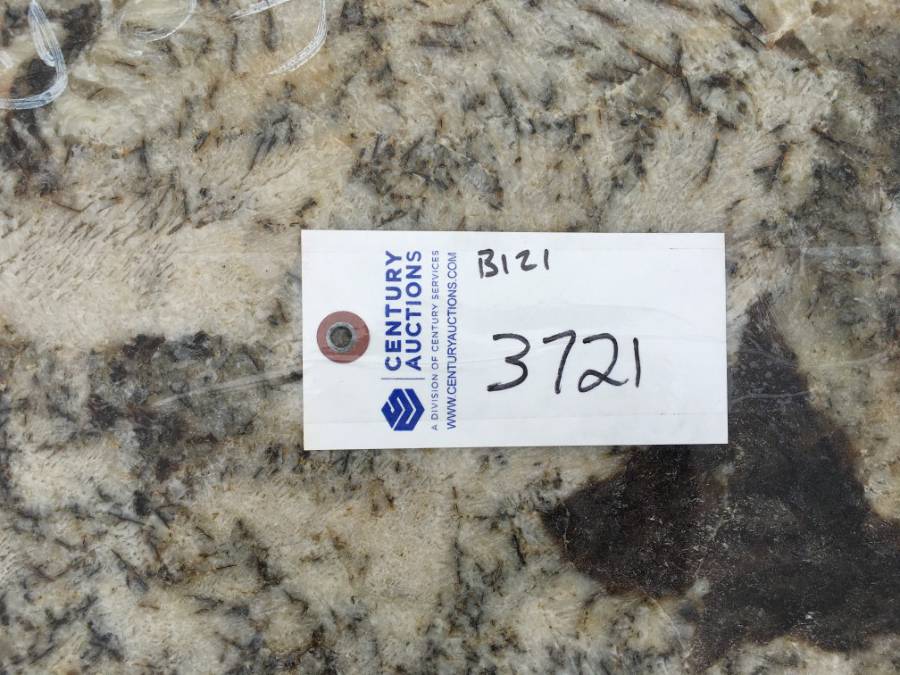 B121
3721
CENTURY
AUCTIONS
A DIVISION OF CENTURY SERVICES
WWW.CENTURYAUCTIONS.COM